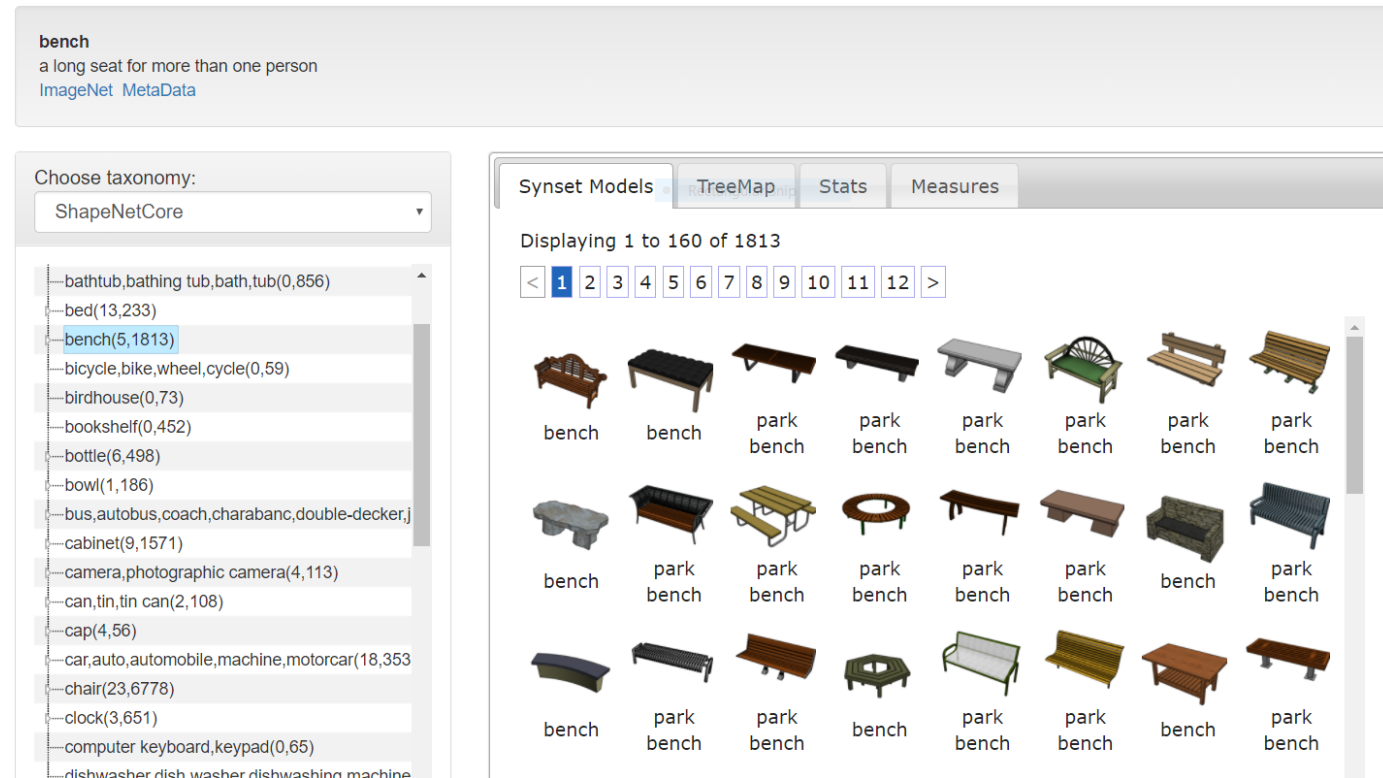 bench
a long seat for more than one person
ImageNet MetaData
Choose taxonomy:
ShapeNetCore
bathtub,bathing tub,bath,tub(0,856)
bed(13,233)
bench(5,1813)
bicycle,bike,wheel,cycle(0,59)
birdhouse(0,73)
bookshelf(0,452)
bottle(6,498)
bowl(1,186)
bus,autobus,coach,charabanc,double-decker,j
cabinet(9,1571)
camera,photographic camera(4,113)
can,tin,tin can(2,108)
cap(4,56)
car,auto,automobile,machine,motorcar(18,353
chair(23,6778)
clock(3,651)
computer keyboard,keypad(0,65)
dishwasher,dish washer,dishwashing machine
Synset Models TreeMap Stats Measures
Displaying 1 to 160 of 1813
< 1 2 3 4 5 6 7 8 9 10 11 12 >
bench bench park bench park bench park bench park bench park bench park bench
bench park bench park bench park bench park bench park bench bench park bench
bench park bench park bench bench park bench park bench bench park bench